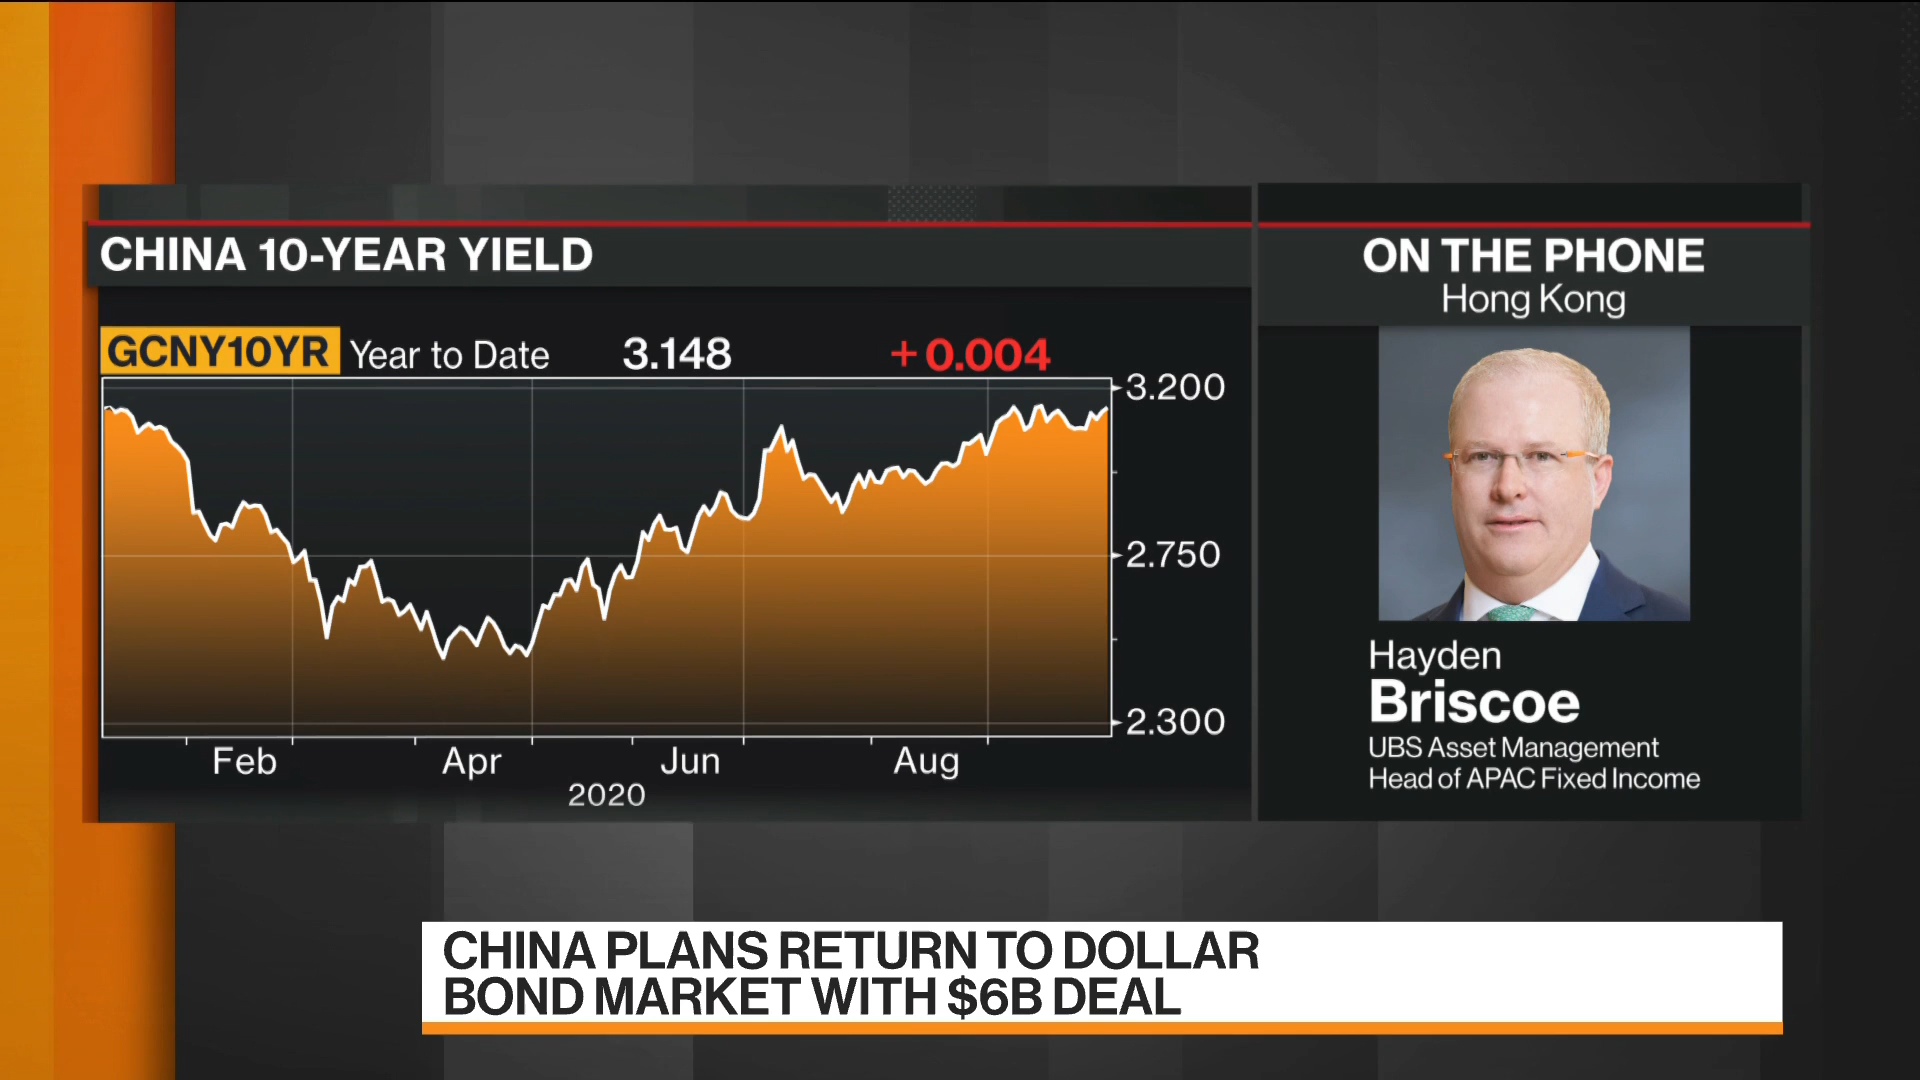 CHINA 10-YEAR YIELD
GCNY10YR Year to Date 3.148 +0.004
3.200
2.750
2.300
Feb Apr Jun Aug
2020
ON THE PHONE
Hong Kong
Hayden
Briscoe
UBS Asset Management
Head of APAC Fixed Income
CHINA PLANS RETURN TO DOLLAR
BOND MARKET WITH $6B DEAL